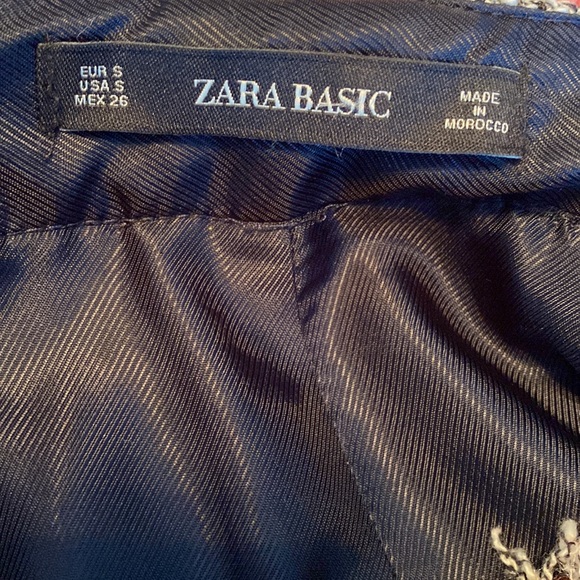 EUR S
USA S
MEX 26
ZARA BASIC
MADE
IN
MOROCCO